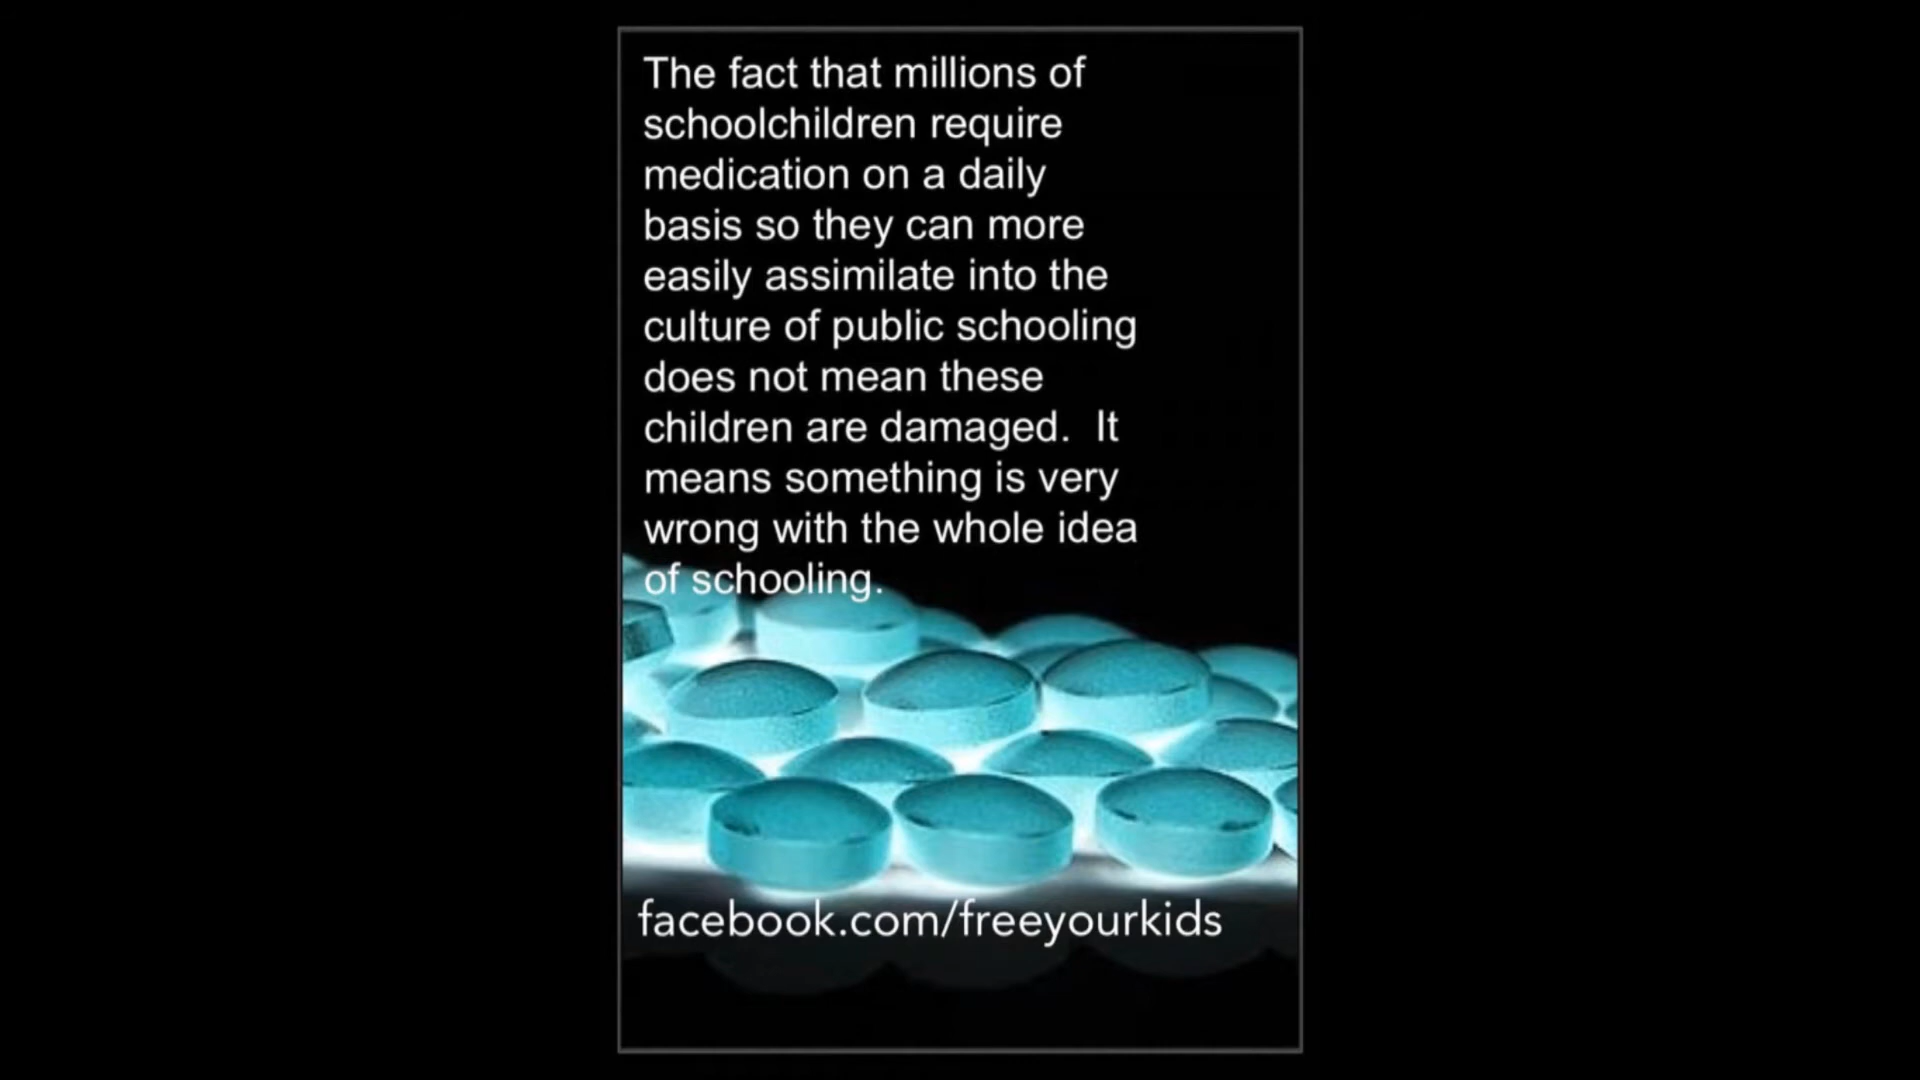 The fact that millions of
schoolchildren require
medication on a daily
basis so they can more
easily assimilate into the
culture of public schooling
does not mean these
children are damaged.  It
means something is very
wrong with the whole idea
of schooling.
facebook.com/freeyourkids